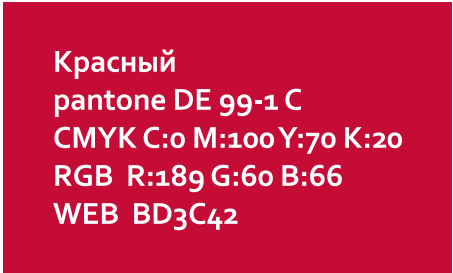 Красный
pantone DE 99-1 C
CMYK C:0 M:100 Y:70 K:20
RGB R:189 G:60 B:66
WEB BD3C42